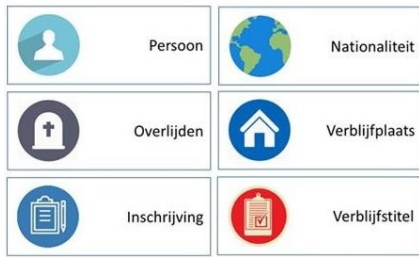 Persoon
Nationaliteit
Overlijden
Verblijfplaats
Inschrijving
Verblijfstitel